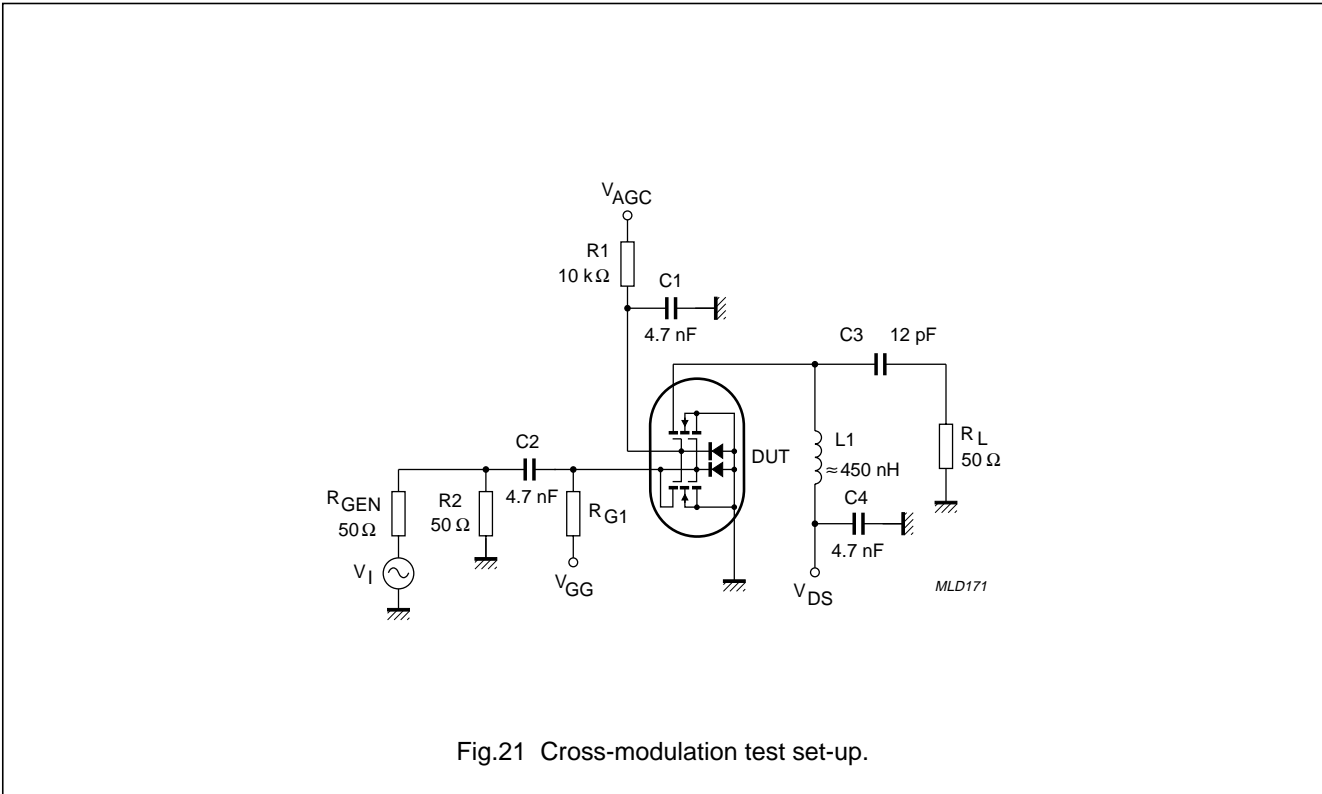 VAGC
R1
10 kΩ
C1
4.7 nF
C3 12 pF
C2
4.7 nF
DUT
L1
≈450 nH
RL
50 Ω
RGEN
50 Ω
R2
50 Ω
RG1
C4
4.7 nF
VI
VGG
VDS
MLD171
Fig.21 Cross-modulation test set-up.